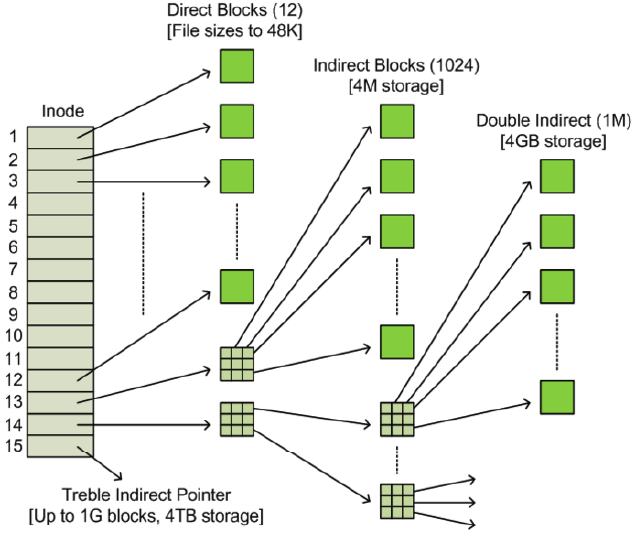 Direct Blocks (12)
[File sizes to 48K]
Indirect Blocks (1024)
[4M storage]
Double Indirect (1M)
[4GB storage]
Inode
1
2
3
4
5
6
7
8
9
10
11
12
13
14
15
Treble Indirect Pointer
[Up to 1G blocks, 4TB storage]